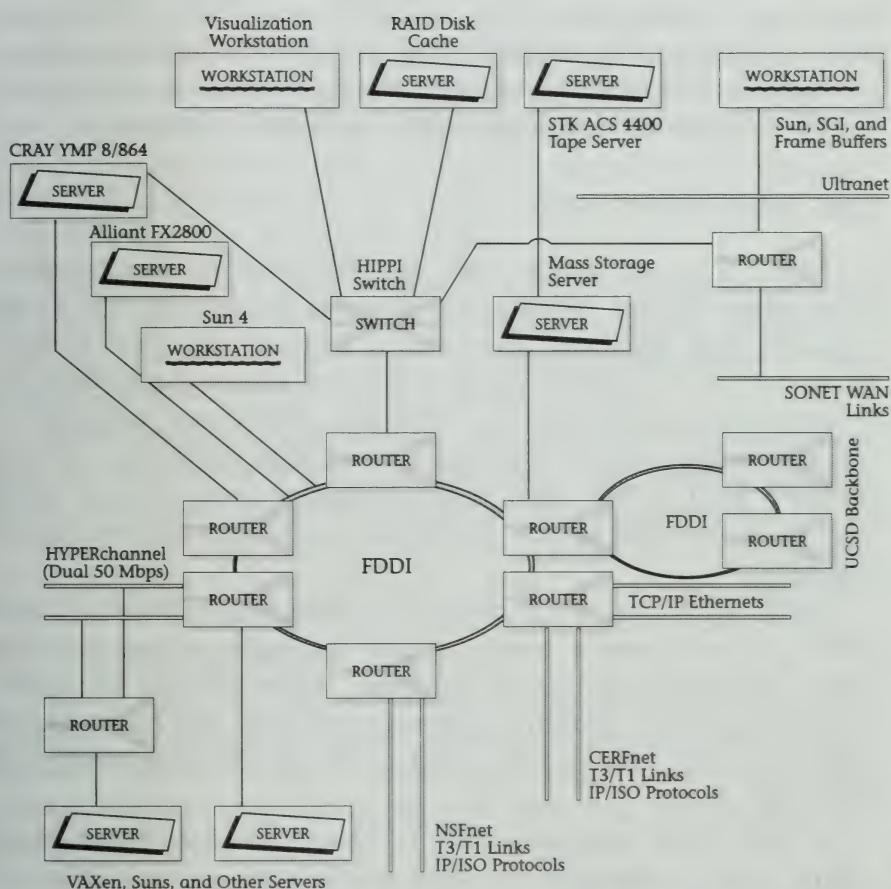 Visualization
Workstation
WORKSTATION
RAID Disk
Cache
SERVER
SERVER
STK ACS 4400
Tape Server
WORKSTATION
Sun, SGI, and
Frame Buffers
Ultranet
CRAY YMP 8/864
SERVER
Alliant FX2800
SERVER
Sun 4
WORKSTATION
HIPPI
Switch
SWITCH
Mass Storage
Server
SERVER
ROUTER
SONET WAN
Links
ROUTER
ROUTER
ROUTER
ROUTER
FDDI
ROUTER
UCSD Backbone
HYPERchannel
(Dual 50 Mbps)
ROUTER
FDDI
ROUTER
TCP/IP Ethernets
ROUTER
ROUTER
CERFnet
T3/T1 Links
IP/ISO Protocols
SERVER
SERVER
NSFnet
T3/T1 Links
IP/ISO Protocols
VAXen, Suns, and Other Servers